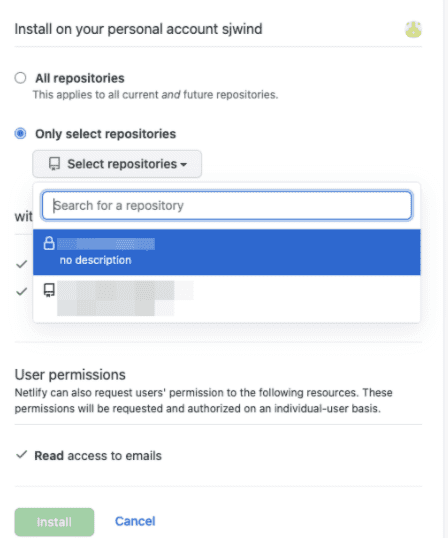 Install on your personal account sjwind
All repositories
This applies to all current and future repositories.
Only select repositories
Select repositories
Search for a repository
wit
no description
User permissions
Netlify can also request users' permission to the following resources. These
permissions will be requested and authorized on an individual-user basis.
Read access to emails
Install
Cancel